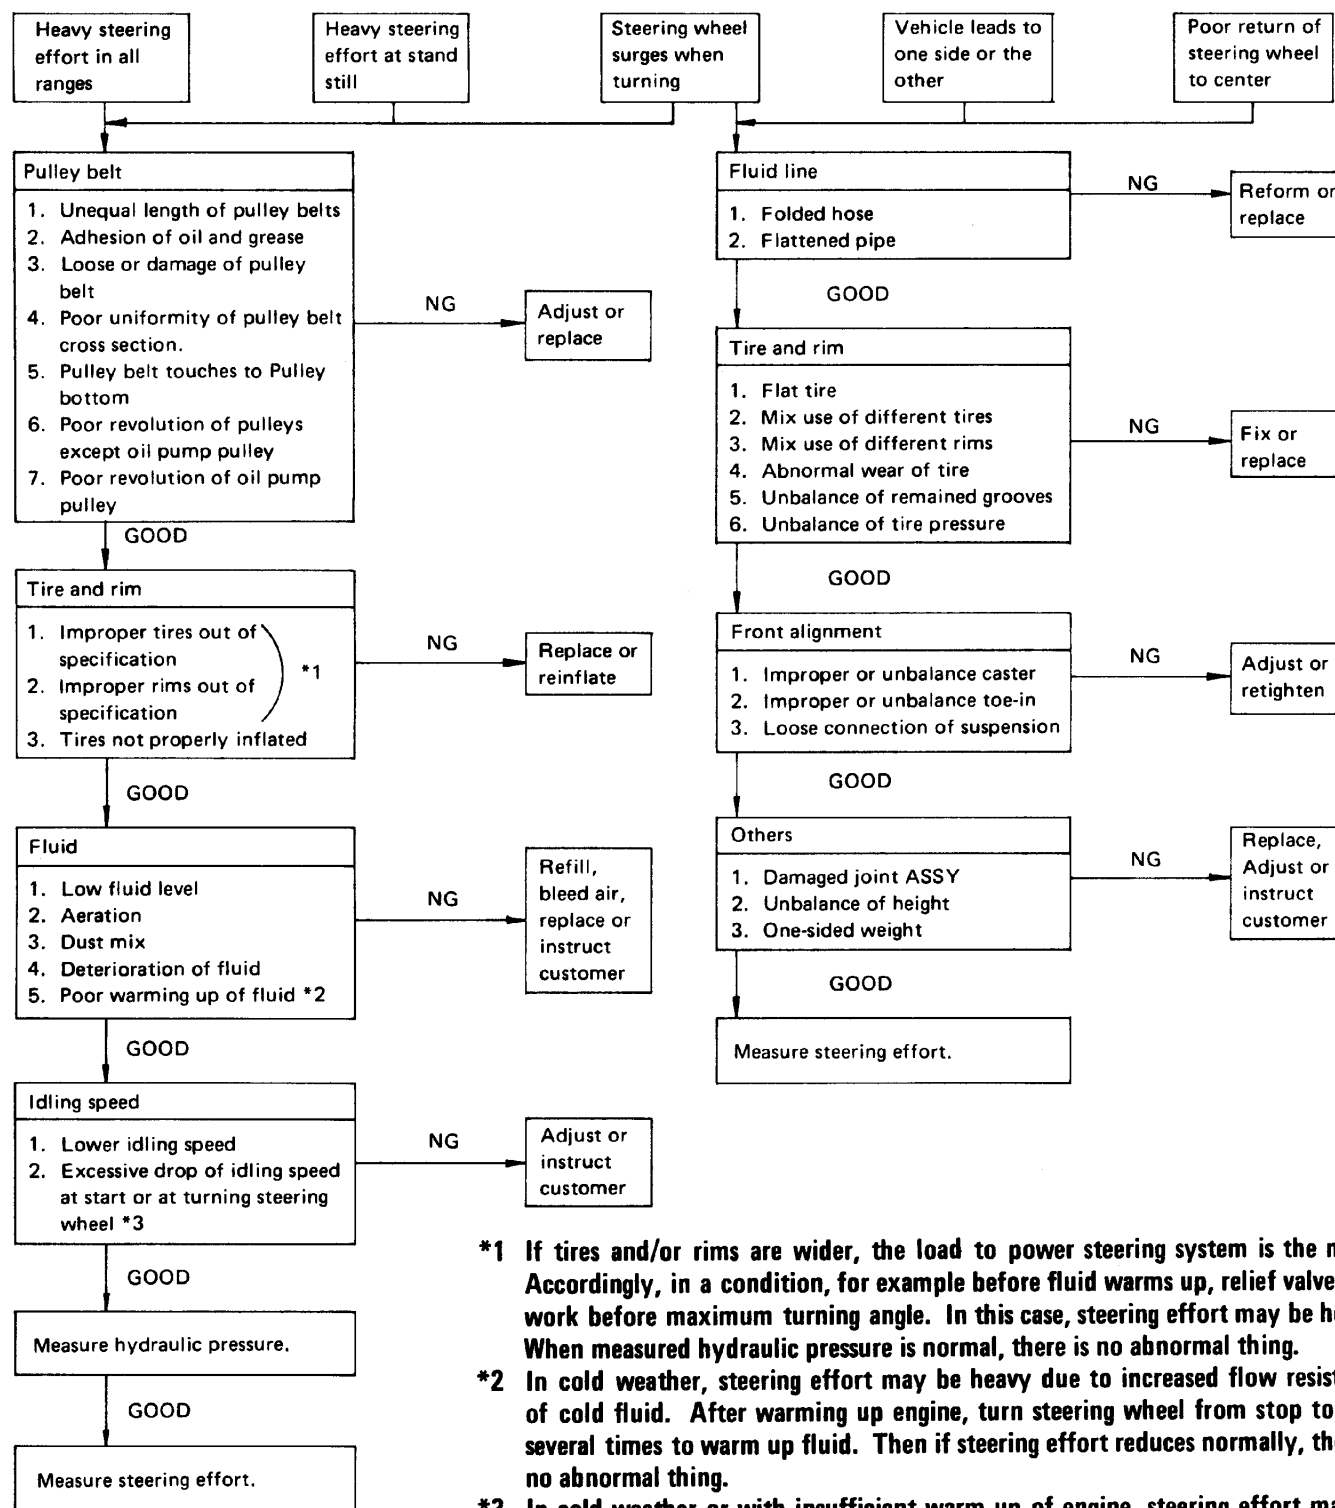 Heavy steering
effort in all
ranges
Heavy steering
effort at stand
still
Steering wheel
surges when
turning
Vehicle leads to
one side or the
other
Poor return of
steering wheel
to center
Pulley belt
1. Unequal length of pulley belts
2. Adhesion of oil and grease
3. Loose or damage of pulley
belt
4. Poor uniformity of pulley belt
cross section.
5. Pulley belt touches to Pulley
bottom
6. Poor revolution of pulleys
except oil pump pulley
7. Poor revolution of oil pump
pulley
NG
Adjust or
replace
GOOD
Tire and rim
1. Improper tires out of
specification
2. Improper rims out of
specification
*1
3. Tires not properly inflated
NG
Replace or
reinflate
GOOD
Fluid
1. Low fluid level
2. Aeration
3. Dust mix
4. Deterioration of fluid
5. Poor warming up of fluid *2
NG
Refill,
bleed air,
replace or
instruct
customer
GOOD
Idling speed
1. Lower idling speed
2. Excessive drop of idling speed
at start or at turning steering
wheel *3
NG
Adjust or
instruct
customer
GOOD
Measure hydraulic pressure.
GOOD
Measure steering effort.
Fluid line
1. Folded hose
2. Flattened pipe
NG
Reform or
replace
GOOD
Tire and rim
1. Flat tire
2. Mix use of different tires
3. Mix use of different rims
4. Abnormal wear of tire
5. Unbalance of remained grooves
6. Unbalance of tire pressure
NG
Fix or
replace
GOOD
Front alignment
1. Improper or unbalance caster
2. Improper or unbalance toe-in
3. Loose connection of suspension
NG
Adjust or
retighten
GOOD
Others
1. Damaged joint ASSY
2. Unbalance of height
3. One-sided weight
NG
Replace,
Adjust or
instruct
customer
GOOD
Measure steering effort.
*1 If tires and/or rims are wider, the load to power steering system is the
Accordingly, in a condition, for example before fluid warms up, relief valve
work before maximum turning angle. In this case, steering effort may be
When measured hydraulic pressure is normal, there is no abnormal thing.
*2 In cold weather, steering effort may be heavy due to increased flow
of cold fluid. After warming up engine, turn steering wheel from stop to
several times to warm up fluid. Then if steering effort reduces normally,
no abnormal thing.
*3 In cold weather or with insufficient warm up of engine, steering effort